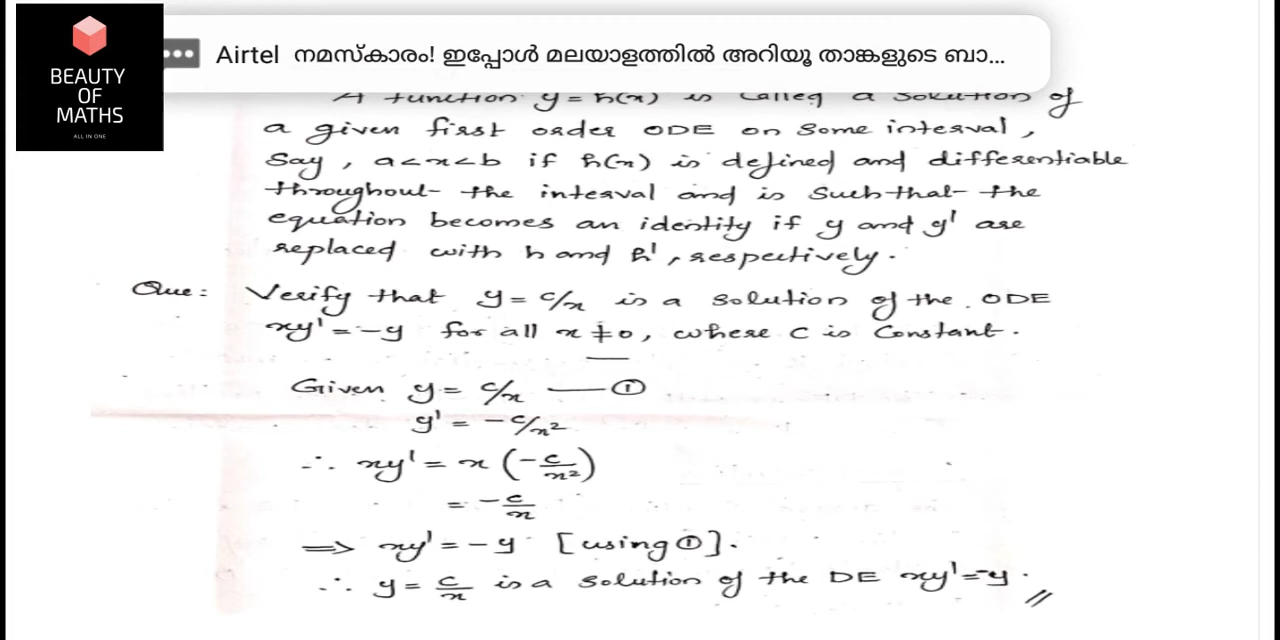 BEAUTY
OF
MATHS
ALL IN ONE
Airtel നമസ്കാരം! ഇപ്പോൾ മലയാളത്തിൽ അറിയൂ താങ്കളുടെ ബാ...
A function y = h(x) is called a solution of
a given first order ODE on some interval,
Say, a<x<b if h(x) is defined and differentiable
throughout the interval and is such that the
equation becomes an identity if y and y' are
replaced with h and h', respectively.
Que: Verify that y = c/x is a solution of the ODE
xy' = -y for all x ≠ 0, where C is Constant.
Given y = c/x — ①
y' = -c/x²
∴ xy' = x (-c/x²)
= -c/x
⟹ xy' = -y [using ①].
∴ y = c/x is a solution of the DE xy' = -y. //